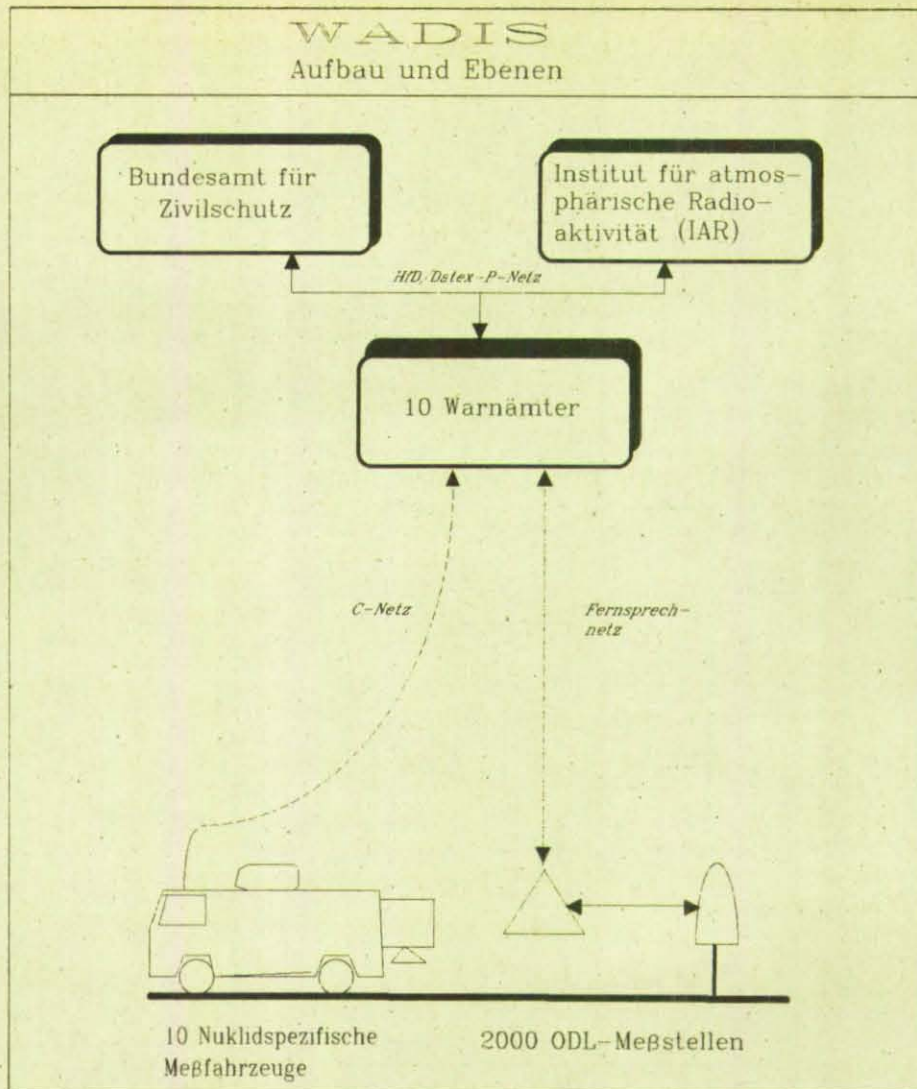 WADIS
Aufbau und Ebenen
Bundesamt für
Zivilschutz
Institut für atmos-
phärische Radio-
aktivität (IAR)
HfD, Datex-P-Netz
10 Warnämter
C-Netz
Fernsprech-
netz
10 Nuklidspezifische
Meßfahrzeuge
2000 ODL-Meßstellen